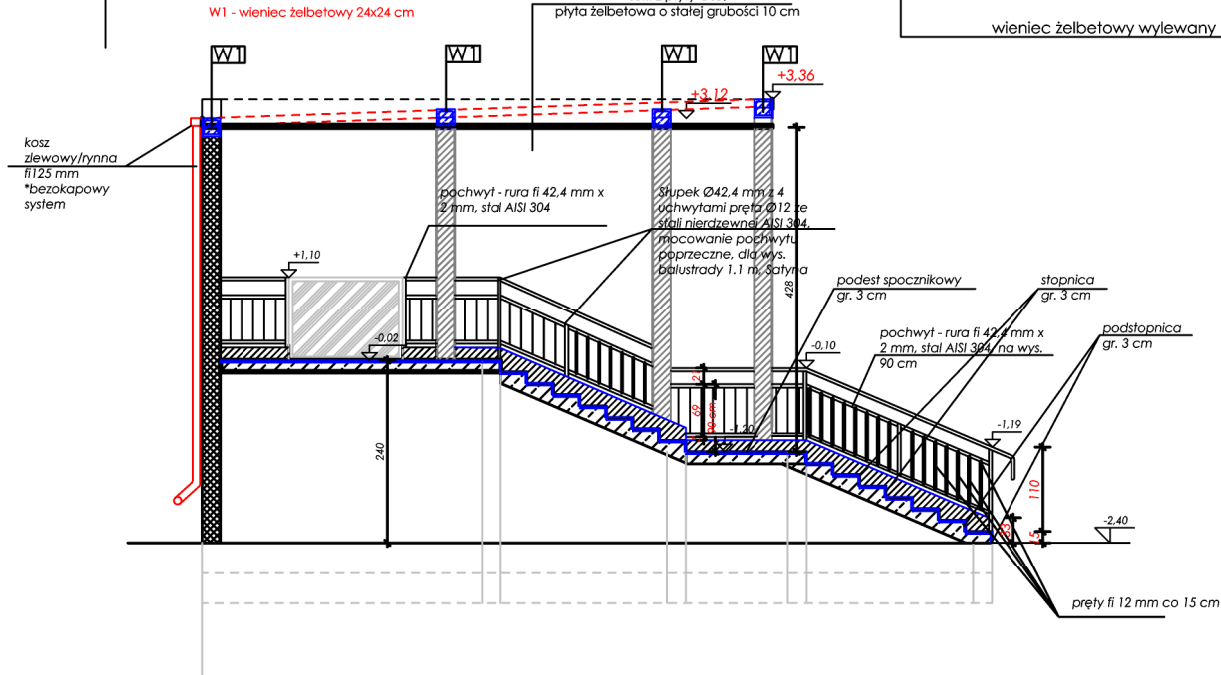 W1 - wieniec żelbetowy 24x24 cm
płyta żelbetowa o stałej grubości 10 cm
wieniec żelbetowy wylewany
W1
W1
W1
W1
+3,36
+3,12
kosz
zlewowy/rynna
fi125 mm
*bezokapowy
system
pochwyt - rura fi 42,4 mm x
2 mm, stal AISI 304
Słupek Ø42,4 mm z 4
uchwytami pręta Ø12 ze
stali nierdzewnej AISI 304,
mocowanie pochwytu
poprzeczne, dla wys.
balustrady 1.1 m, Satyna
+1,10
428
podest spocznikowy
gr. 3 cm
stopnica
gr. 3 cm
podstopnica
gr. 3 cm
pochwyt - rura fi 42,4 mm x
2 mm, stal AISI 304, na wys.
90 cm
-0,02
-0,10
21
69
90 cm
-1,20
-1,19
240
110
33
15
-2,40
pręty fi 12 mm co 15 cm